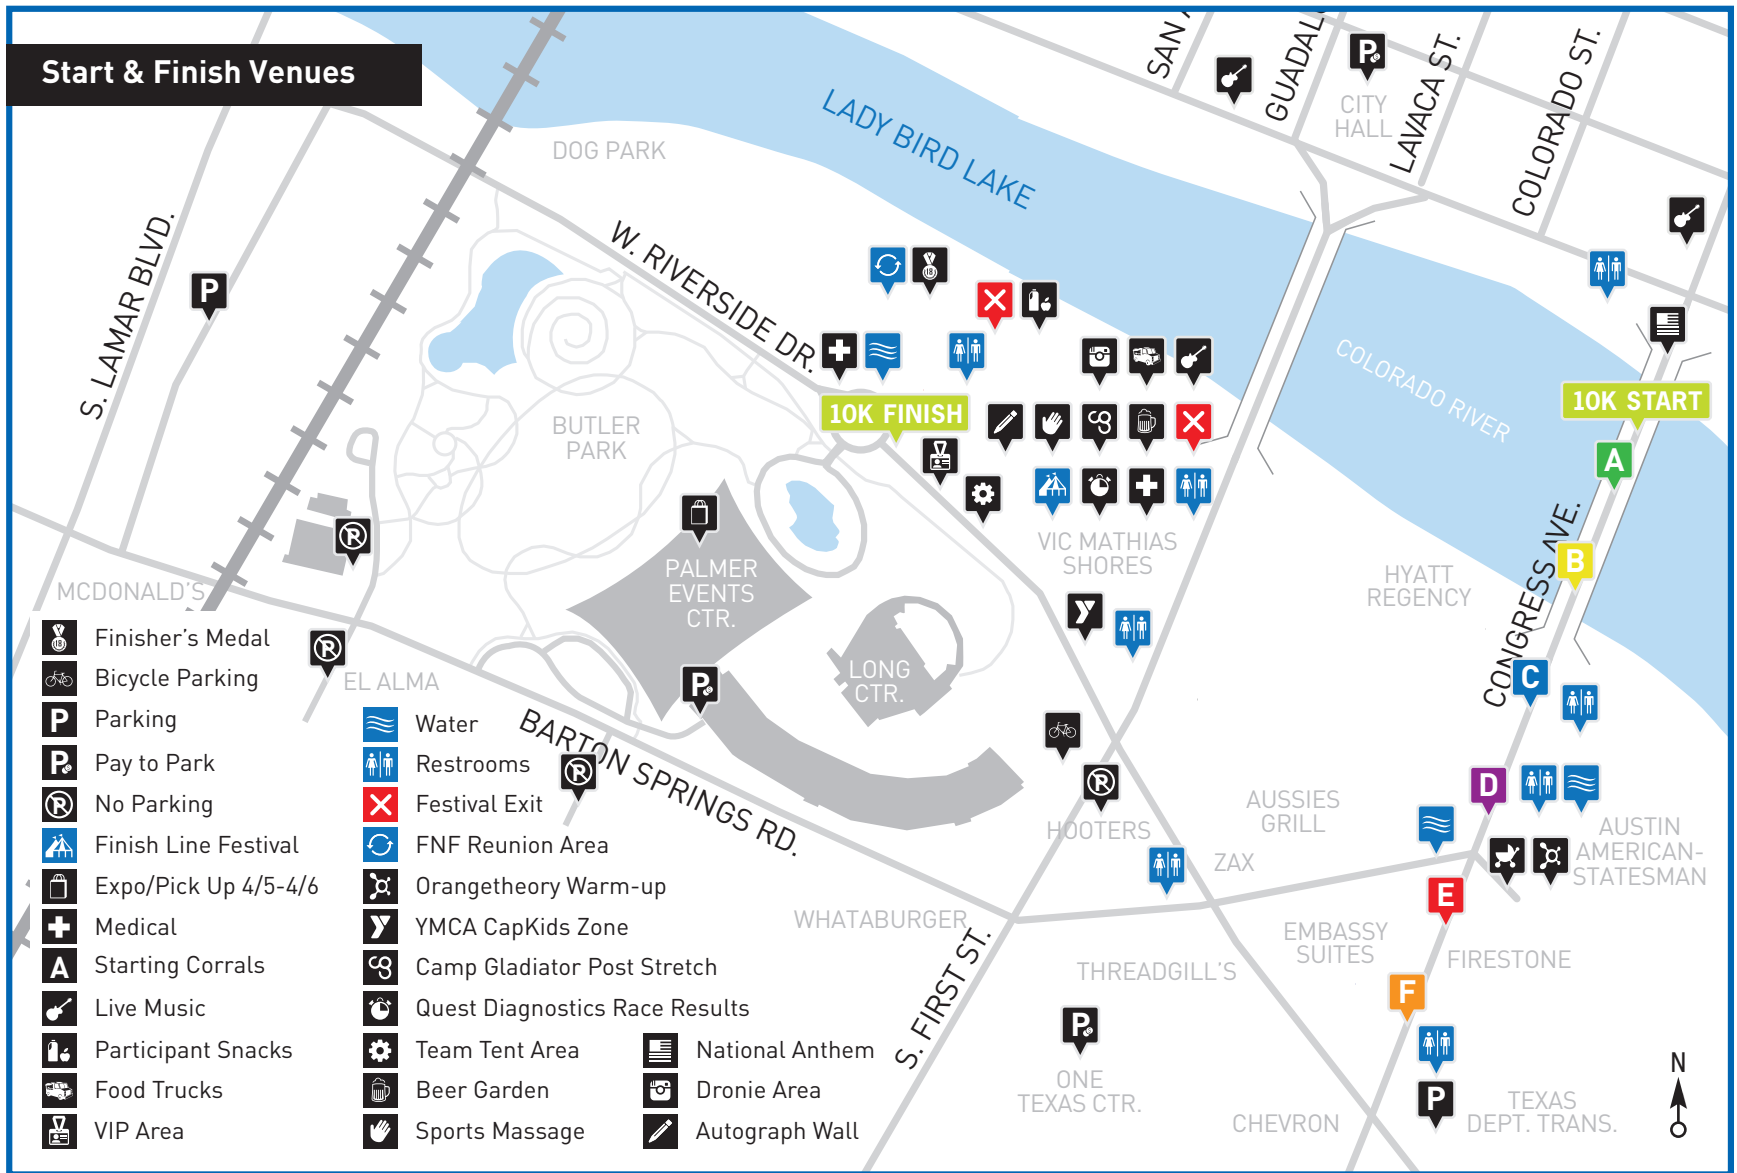 Start & Finish Venues
SAN A
GUADAL
LAVACA ST.
COLORADO ST.
P
CITY
HALL
LADY BIRD LAKE
DOG PARK
S. LAMAR BLVD.
P
W. RIVERSIDE DR.
COLORADO RIVER
10K FINISH
10K START
BUTLER
PARK
A
CONGRESS AVE.
B
VIC MATHIAS
SHORES
HYATT
REGENCY
PALMER
EVENTS
CTR.
MCDONALD'S
P
P
EL ALMA
LONG
CTR.
P
C
Y
BARTON SPRINGS RD.
P
P
HOOTERS
D
AUSSIES
GRILL
ZAX
AUSTIN
AMERICAN-
STATESMAN
E
WHATABURGER
EMBASSY
SUITES
FIRESTONE
THREADGILL'S
F
S. FIRST ST.
P
ONE
TEXAS CTR.
CHEVRON
P
TEXAS
DEPT. TRANS.
N
Finisher's Medal
Bicycle Parking
P Parking
P Pay to Park
P No Parking
Finish Line Festival
Expo/Pick Up 4/5-4/6
Medical
A Starting Corrals
Live Music
Participant Snacks
Food Trucks
VIP Area
Water
Restrooms
Festival Exit
FNF Reunion Area
Orangetheory Warm-up
Y YMCA CapKids Zone
Camp Gladiator Post Stretch
Quest Diagnostics Race Results
Team Tent Area
Beer Garden
Sports Massage
National Anthem
Dronie Area
Autograph Wall